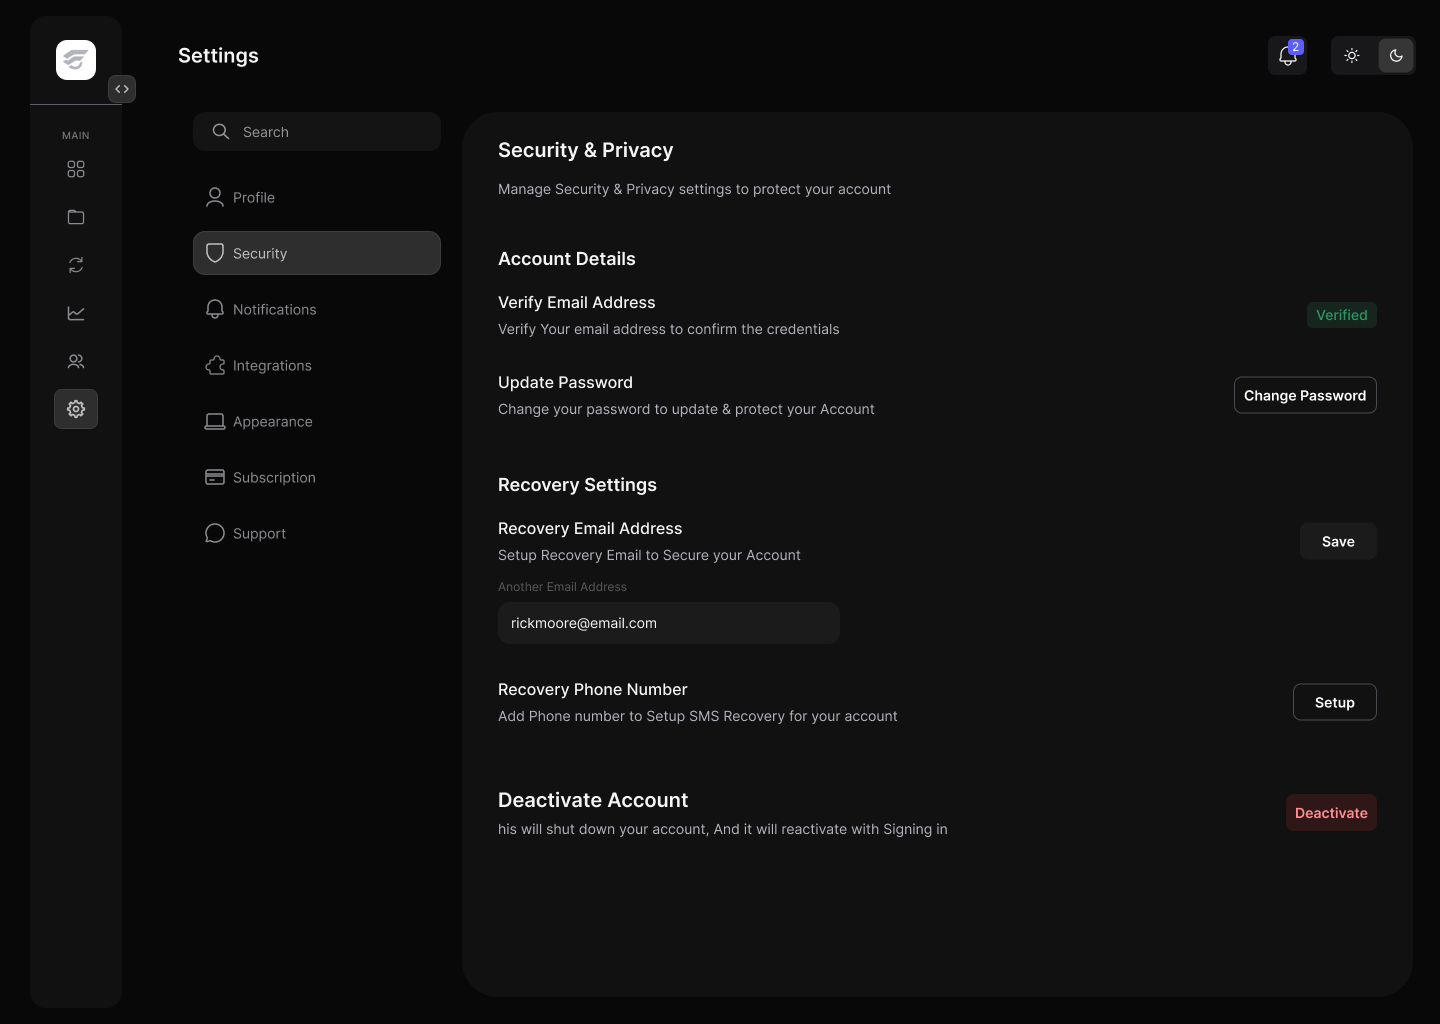 Settings
2
MAIN
Search
Profile
Security
Notifications
Integrations
Appearance
Subscription
Support
Security & Privacy
Manage Security & Privacy settings to protect your account
Account Details
Verify Email Address
Verify Your email address to confirm the credentials
Verified
Update Password
Change your password to update & protect your Account
Change Password
Recovery Settings
Recovery Email Address
Setup Recovery Email to Secure your Account
Save
Another Email Address
rickmoore@email.com
Recovery Phone Number
Add Phone number to Setup SMS Recovery for your account
Setup
Deactivate Account
his will shut down your account, And it will reactivate with Signing in
Deactivate